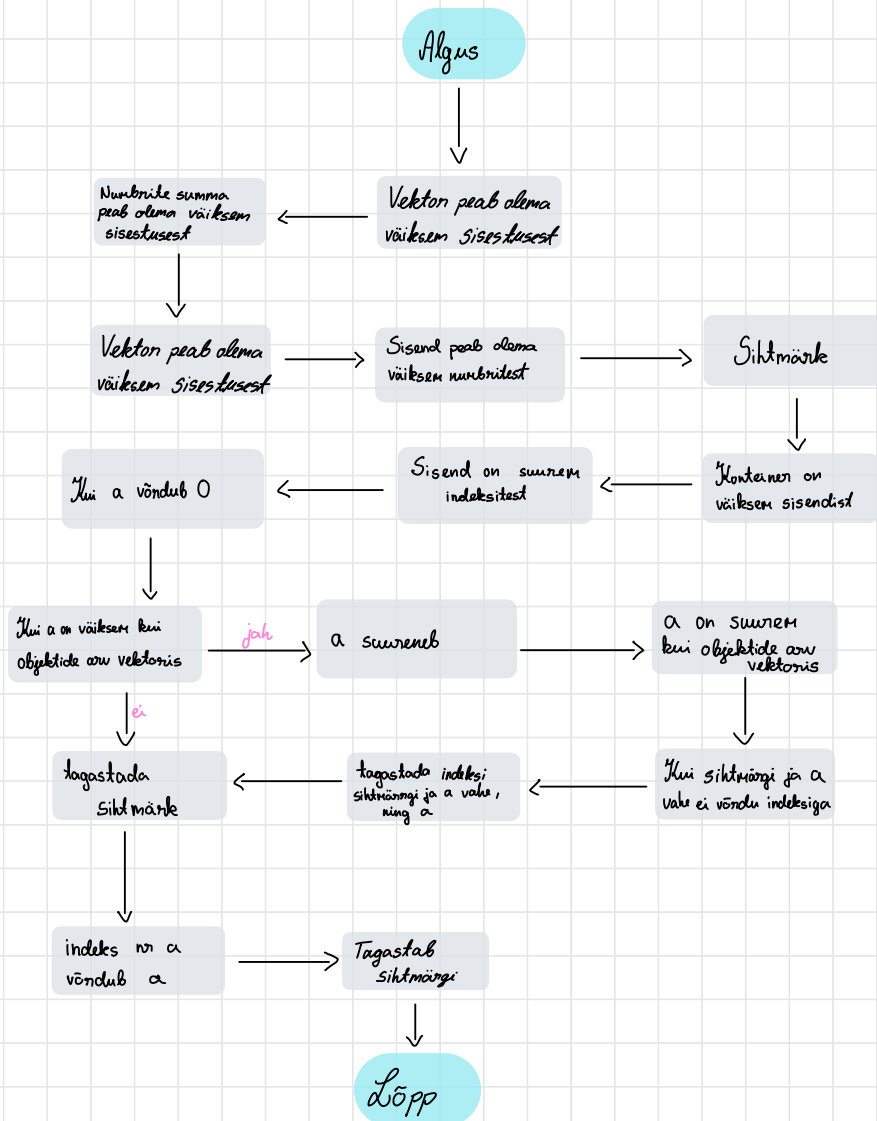 Algus
Vektor peab olema
väiksem sisestusest
Numbrite summa
peab olema väiksem
sisestusest
Vektor peab olema
väiksem sisestusest
Sisend peab olema
väiksem numbritest
Sihtmärk
Konteiner on
väiksem sisendist
Sisend on suurem
indeksitest
Kui a võrdub 0
Kui a on väiksem kui
objektide arv vektoris
jah
ei
a suureneb
a on suurem
kui objektide arv
vektoris
Kui sihtmärgi ja a
vahe ei võrdu indeksiga
tagastada indeksi
sihtmärgi ja a vahe,
ning a
tagastada
sihtmärk
indeks nr a
võrdub a
Tagastab
sihtmärgi
Lõpp